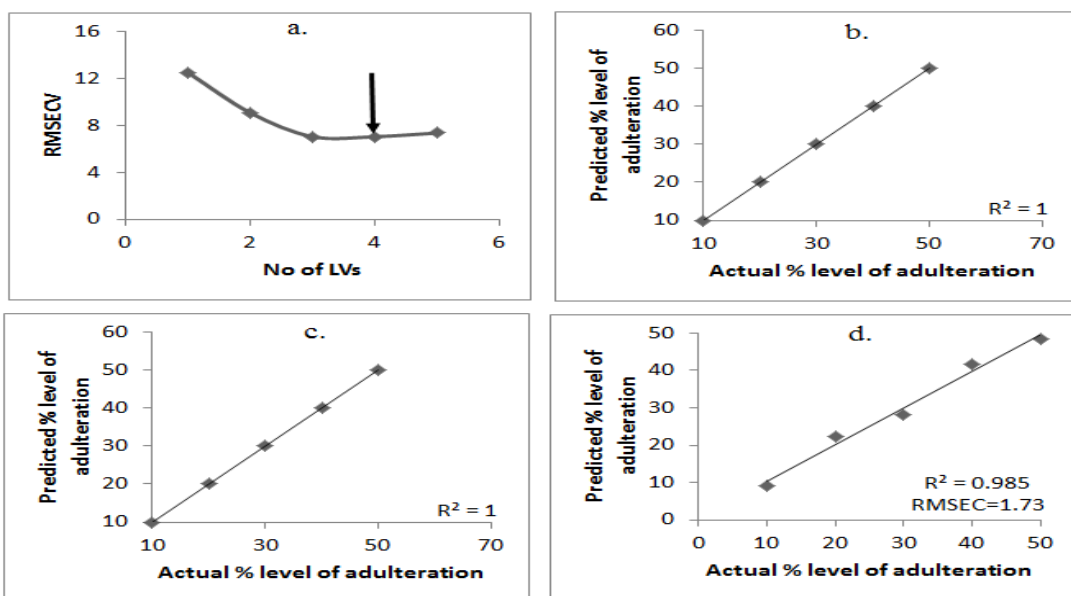 a.
16
12
8
4
0
RMSECV
0 2 4 6
No of LVs
b.
60
50
40
30
20
10
Predicted % level of
adulteration
R² = 1
10 30 50 70
Actual % level of adulteration
c.
60
50
40
30
20
10
Predicted % level of
adulteration
R² = 1
10 30 50 70
Actual % level of adulteration
d.
50
40
30
20
10
0
Predicted % level of
adulteration
R² = 0.985
RMSEC=1.73
0 10 20 30 40 50
Actual % level of adulteration